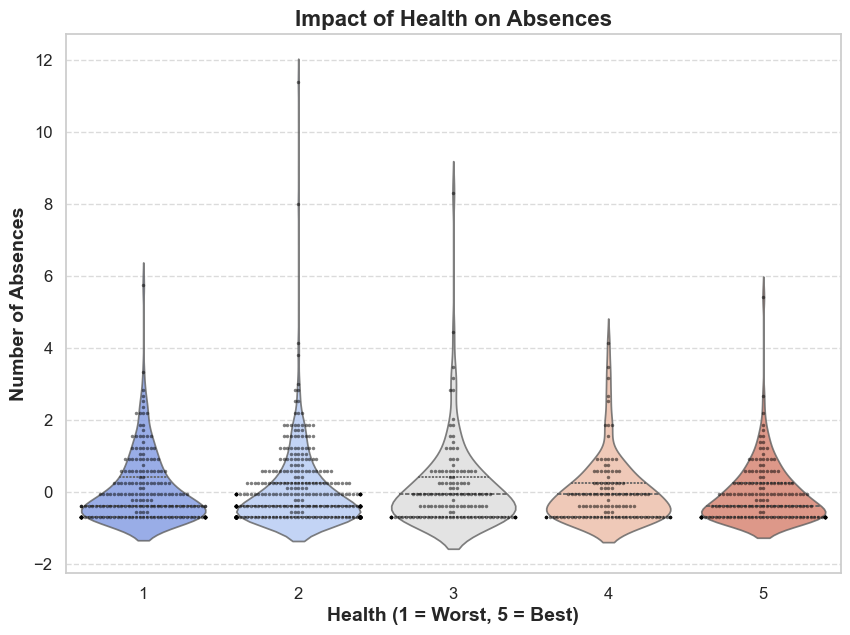 Impact of Health on Absences
Number of Absences
12
10
8
6
4
2
0
−2
1 2 3 4 5
Health (1 = Worst, 5 = Best)